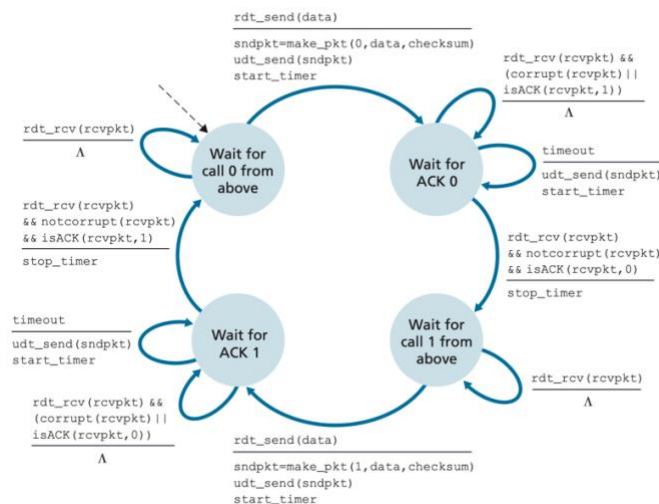 rdt_send(data)
sndpkt=make_pkt(0,data,checksum)
udt_send(sndpkt)
start_timer
rdt_rcv(rcvpkt) &&
(corrupt(rcvpkt)||
isACK(rcvpkt,1))
Λ
rdt_rcv(rcvpkt)
Λ
Wait for
call 0 from
above
Wait for
ACK 0
timeout
udt_send(sndpkt)
start_timer
rdt_rcv(rcvpkt)
&& notcorrupt(rcvpkt)
&& isACK(rcvpkt,1)
stop_timer
rdt_rcv(rcvpkt)
&& notcorrupt(rcvpkt)
&& isACK(rcvpkt,0)
stop_timer
timeout
udt_send(sndpkt)
start_timer
Wait for
ACK 1
Wait for
call 1 from
above
rdt_rcv(rcvpkt)
Λ
rdt_rcv(rcvpkt) &&
(corrupt(rcvpkt)||
isACK(rcvpkt,0))
Λ
rdt_send(data)
sndpkt=make_pkt(1,data,checksum)
udt_send(sndpkt)
start_timer